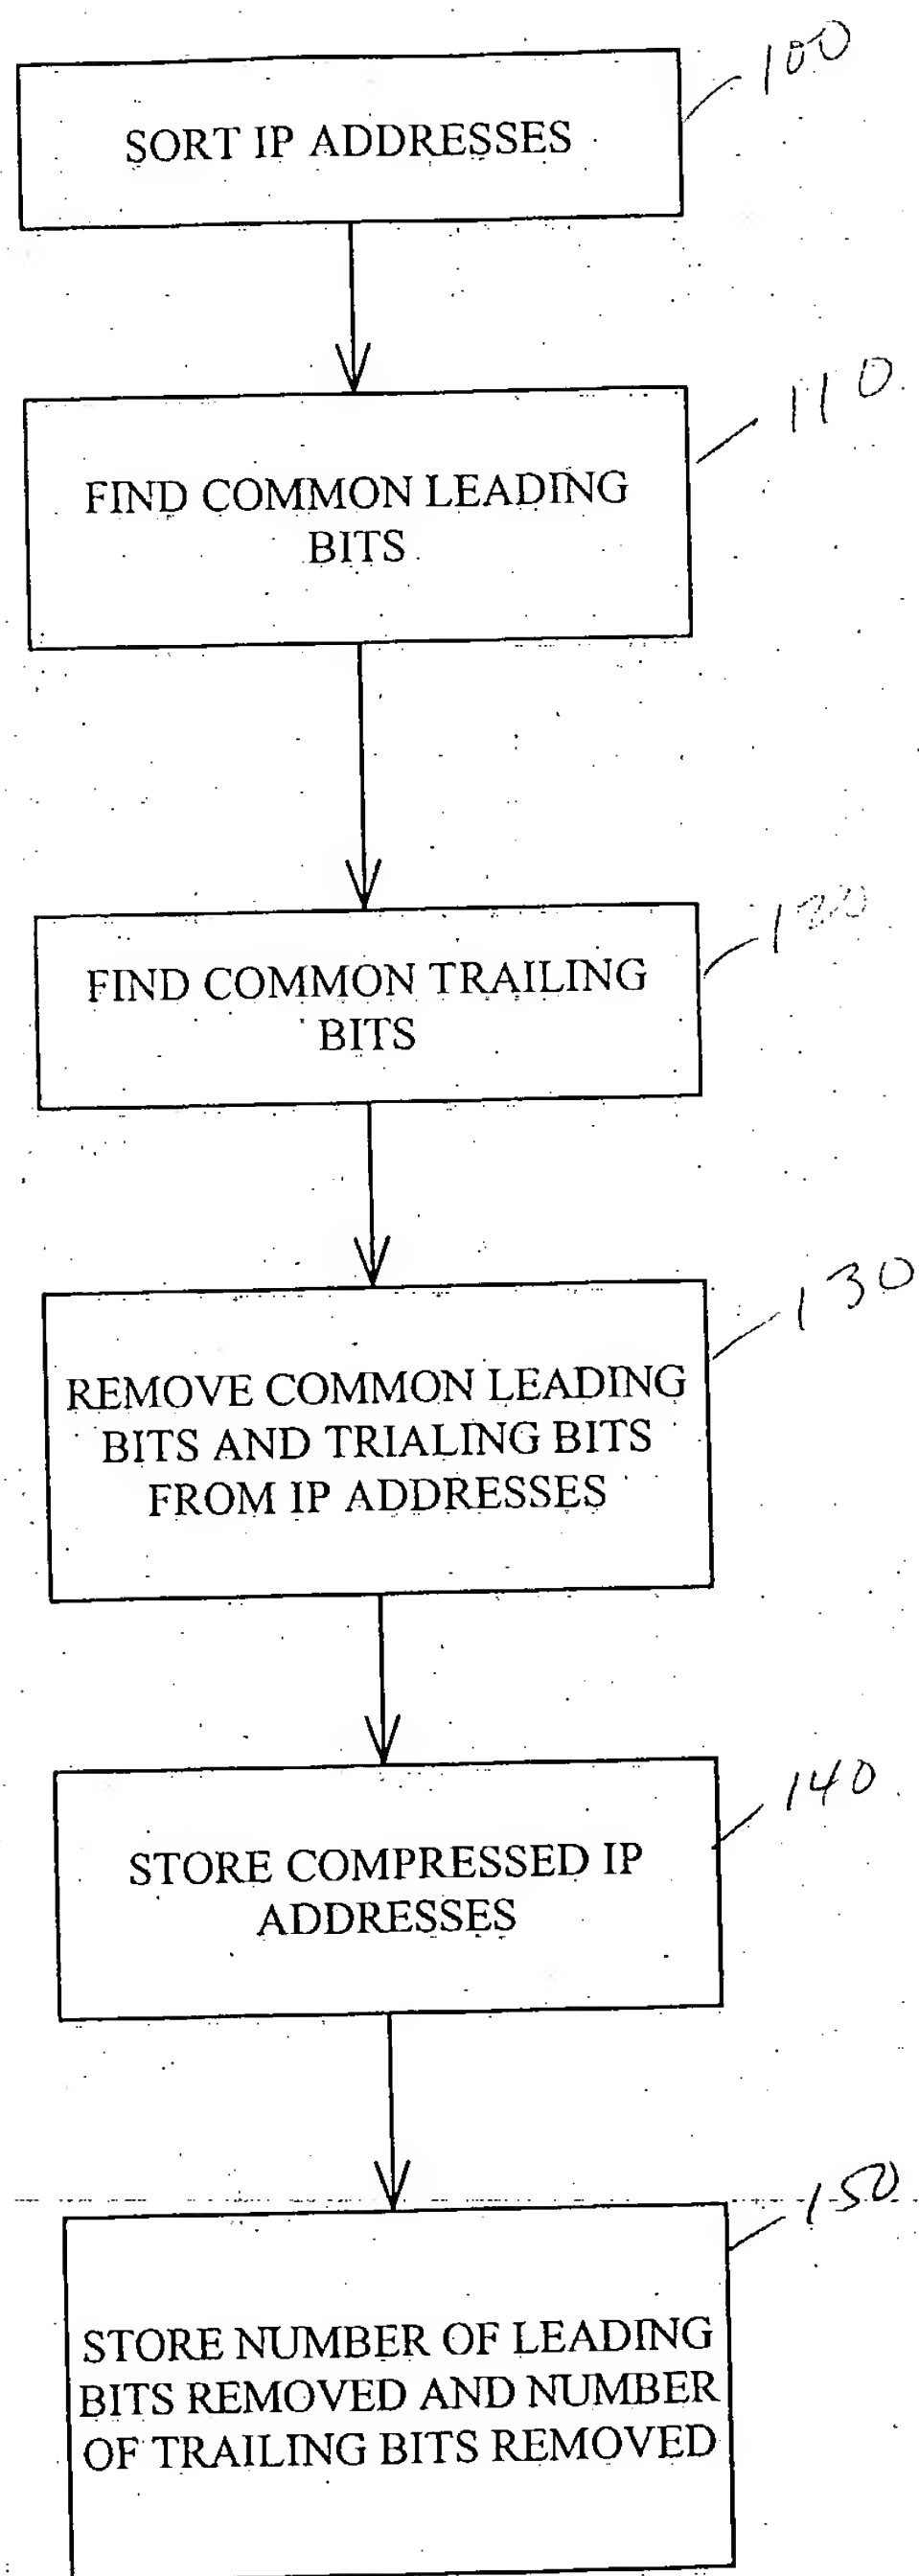 100
SORT IP ADDRESSES
110
FIND COMMON LEADING
BITS
120
FIND COMMON TRAILING
BITS
130
REMOVE COMMON LEADING
BITS AND TRIALING BITS
FROM IP ADDRESSES
140
STORE COMPRESSED IP
ADDRESSES
150
STORE NUMBER OF LEADING
BITS REMOVED AND NUMBER
OF TRAILING BITS REMOVED